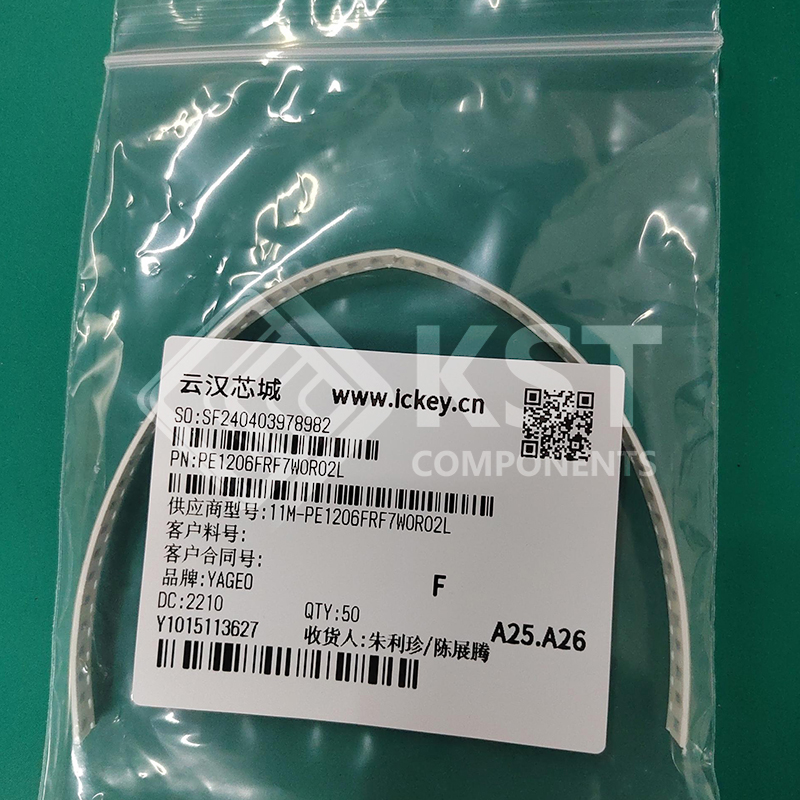 云汉芯城 www.ickey.cn
SO:SF240403978982
PN:PE1206FRF7W0R02L
供应商型号:11M-PE1206FRF7W0R02L
客户料号:
客户合同号:
品牌:YAGEO F
DC:2210 QTY:50 A25.A26
Y1015113627 收货人:朱利珍/陈展腾
KST
COMPONENTS